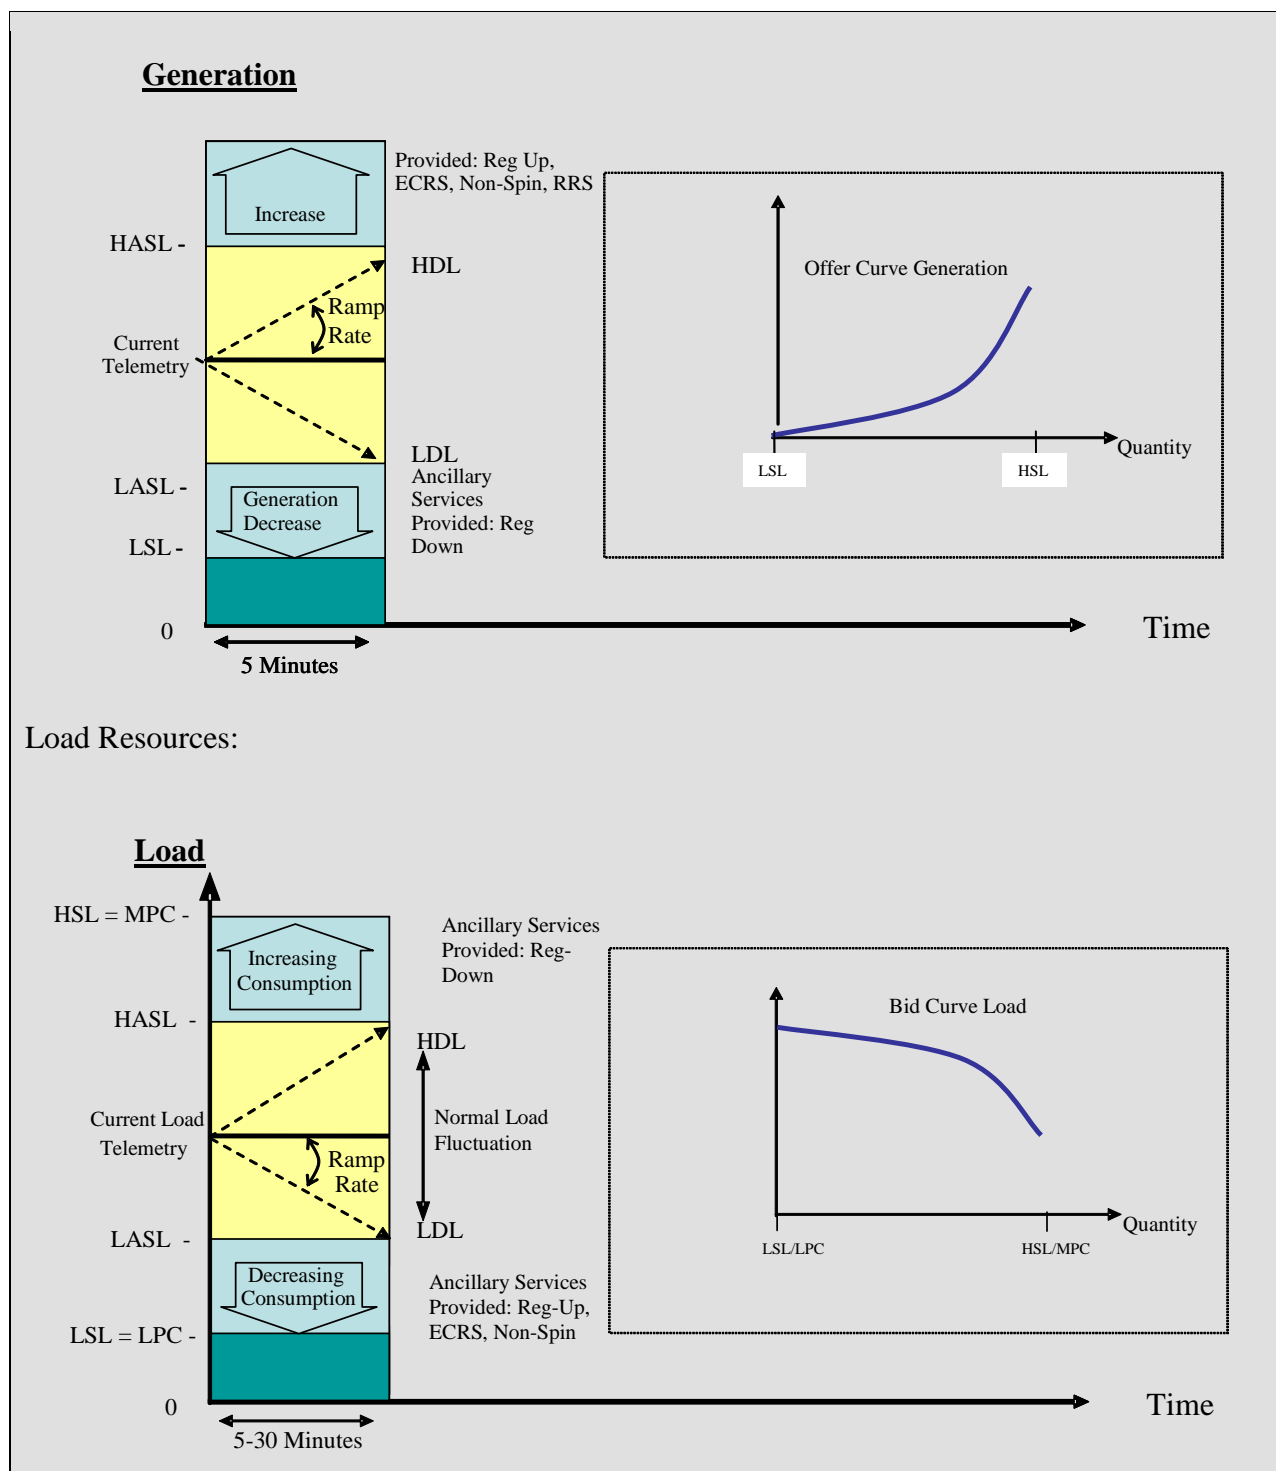 Generation
Provided: Reg Up,
ECRS, Non-Spin, RRS
Increase
HASL -
HDL
Offer Curve Generation
Ramp
Rate
Current
Telemetry
Quantity
LSL
HSL
LDL
Ancillary
Services
Provided: Reg
Down
LASL -
Generation
Decrease
LSL -
0
Time
5 Minutes
Load Resources:
Load
HSL = MPC -
Ancillary Services
Provided: Reg-
Down
Increasing
Consumption
Bid Curve Load
HASL -
HDL
Current Load
Telemetry
Normal Load
Fluctuation
Ramp
Rate
LASL -
LDL
Quantity
LSL/LPC
HSL/MPC
Decreasing
Consumption
Ancillary Services
Provided: Reg-Up,
ECRS, Non-Spin
LSL = LPC -
0
Time
5-30 Minutes